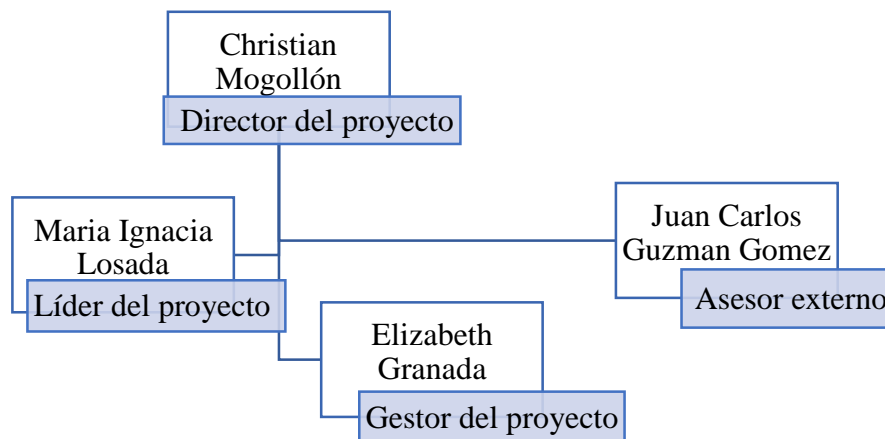 Christian
Mogollón
Director del proyecto
Maria Ignacia
Losada
Líder del proyecto
Juan Carlos
Guzman Gomez
Asesor externo
Elizabeth
Granada
Gestor del proyecto